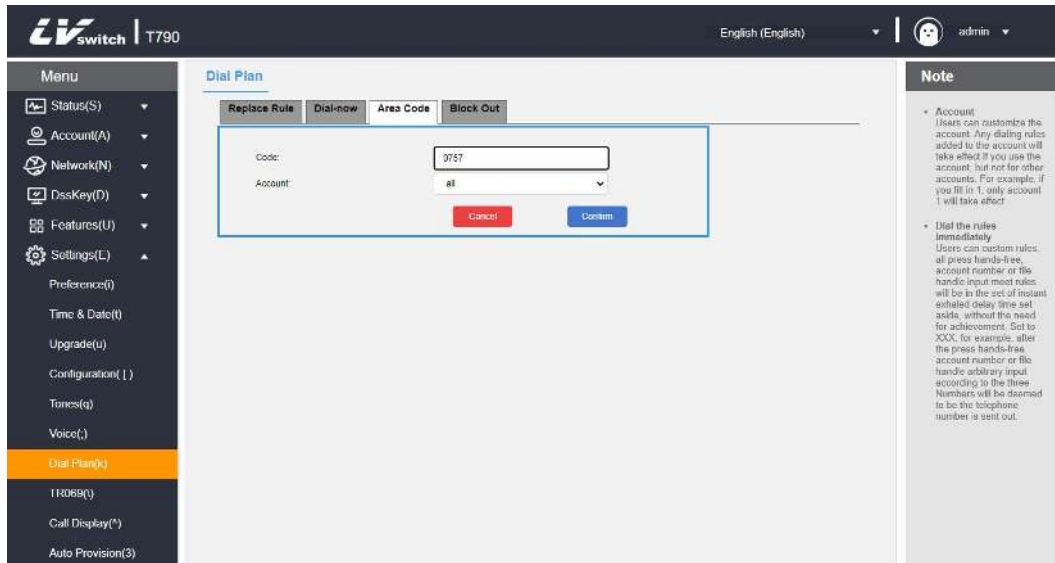 LVswitch | T790
English (English)
admin
Menu
Status(S)
Account(A)
Network(N)
DssKey(D)
Features(U)
Settings(E)
Preference(i)
Time & Date(t)
Upgrade(u)
Configuration( [ )
Tones(q)
Voice(;)
Dial Plan(k)
TR069(\)
Call Display(^)
Auto Provision(3)
Dial Plan
Replace Rule
Dial-now
Area Code
Block Out
Code:
0757
Account:
all
Cancel
Confirm
Note
Account
Users can customize the
account. Any dialing rules
added to the account will
take effect if you use the
account, but not for other
accounts. For example, if
you fill in 1, only account
1 will take effect
Dial the rules
immediately
Users can custom rules,
all press hands-free,
account number or file
handle input meet rules
will be in the set of instant
exhaled delay time set
aside, without the need
for achievement. Set to
XXX, for example, after
the press hands-free
account number or file
handle arbitrary input
according to the three
Numbers will be deemed
to be the telephone
number is sent out.